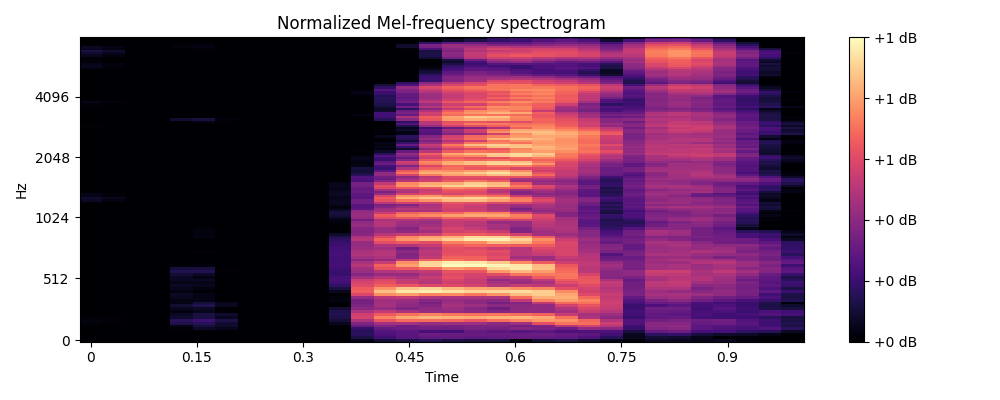 Normalized Mel-frequency spectrogram
Hz
4096
2048
1024
512
0
0 0.15 0.3 0.45 0.6 0.75 0.9
Time
+1 dB
+1 dB
+1 dB
+0 dB
+0 dB
+0 dB